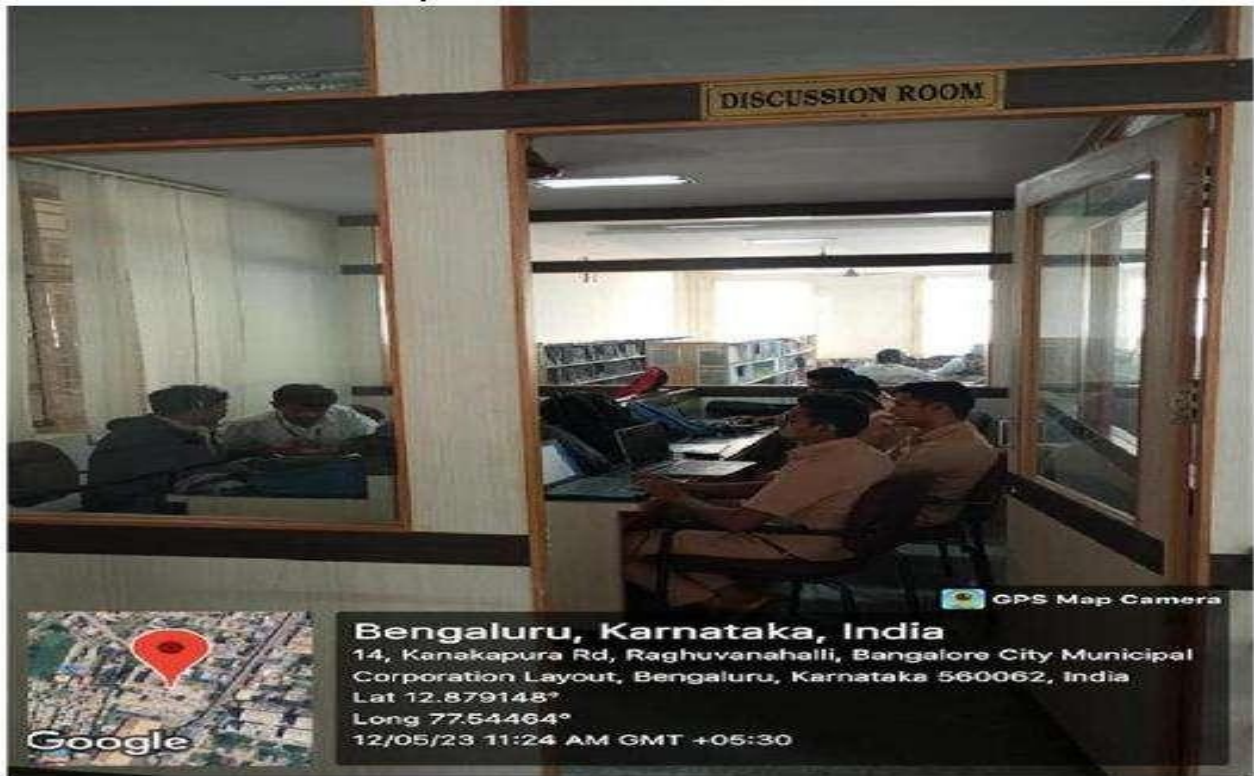 DISCUSSION ROOM
GPS Map Camera
Bengaluru, Karnataka, India
14, Kanakapura Rd, Raghuvanahalli, Bangalore City Municipal
Corporation Layout, Bengaluru, Karnataka 560062, India
Lat 12.879148°
Long 77.54464°
12/05/23 11:24 AM GMT +05:30
Google